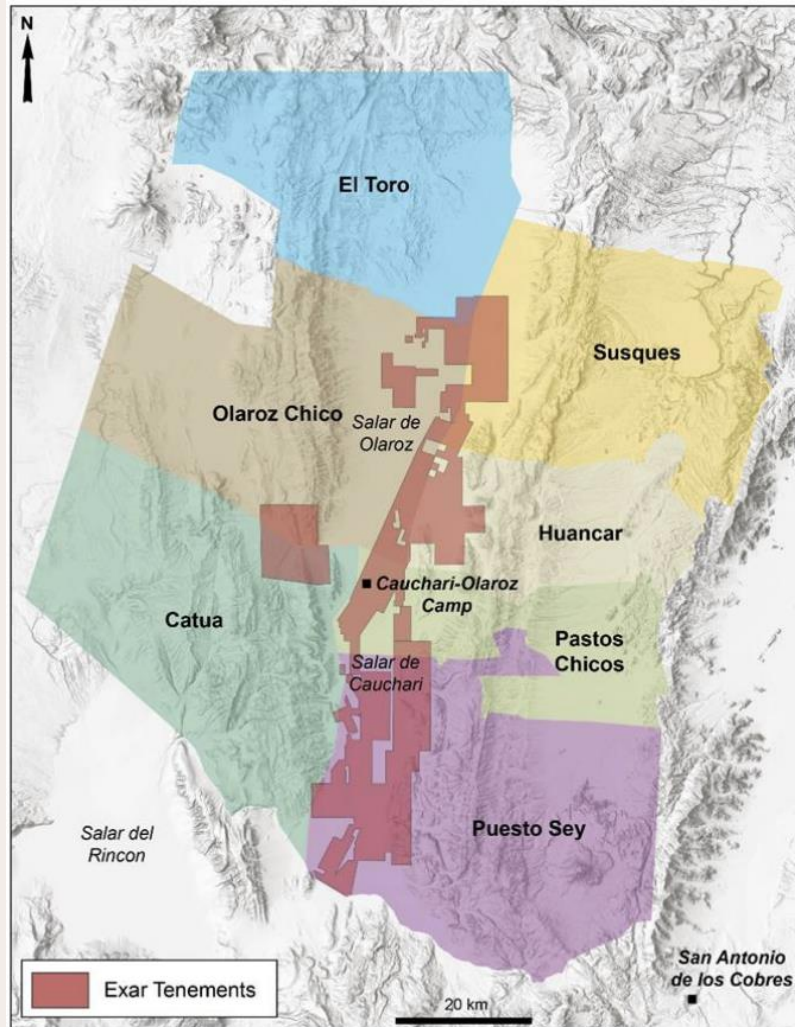 N
El Toro
Susques
Olaroz Chico
Salar de
Olaroz
Huancar
Cauchari-Olaroz
Camp
Catua
Pastos
Chicos
Salar de
Cauchari
Puesto Sey
Salar del
Rincon
San Antonio
de los Cobres
Exar Tenements
20 km